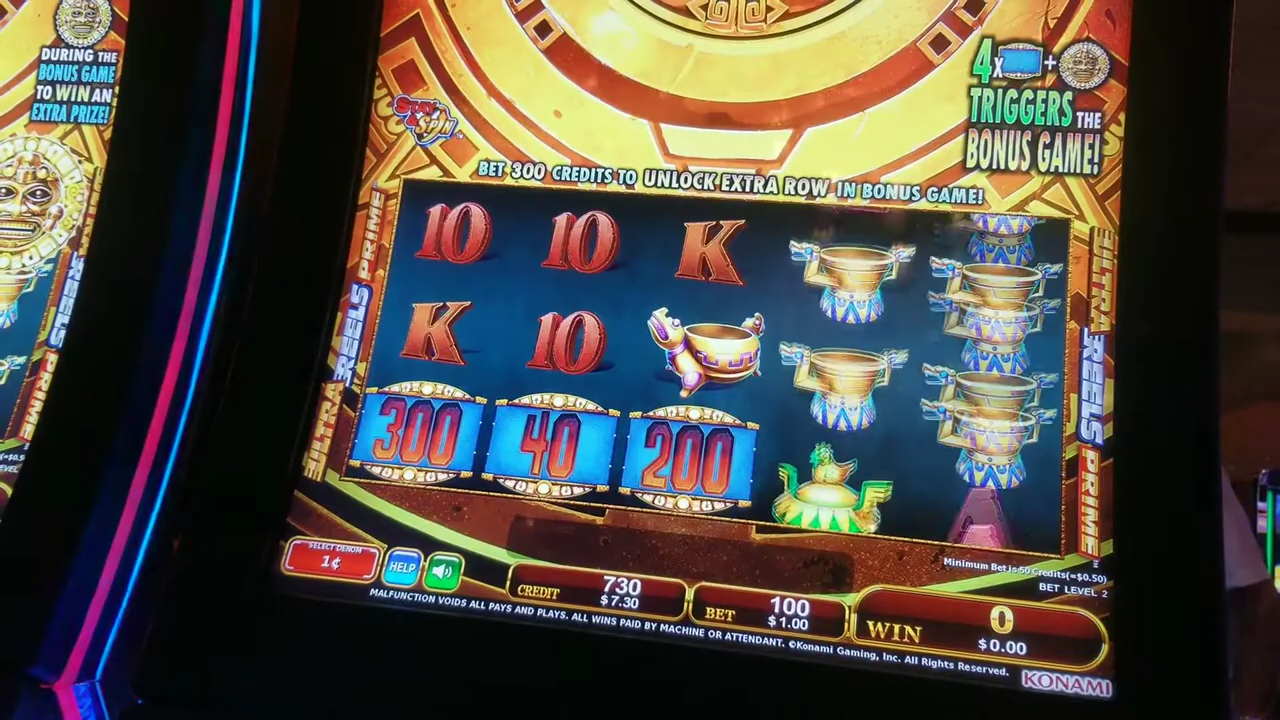 DURING THE
BONUS GAME
TO WIN AN
EXTRA PRIZE!
4x + 
TRIGGERS THE
BONUS GAME!
STAY & SPIN
BET 300 CREDITS TO UNLOCK EXTRA ROW IN BONUS GAME!
10 10 K
K 10
300 40 200
ULTRA REELS PRIME
ULTRA REELS PRIME
REELS PRIME
SELECT DENOM
1¢
HELP
CREDIT
730
$7.30
BET
100
$1.00
WIN
0
$0.00
Minimum Bet is 50 Credits(=$0.50)
BET LEVEL 2
MALFUNCTION VOIDS ALL PAYS AND PLAYS. ALL WINS PAID BY MACHINE OR ATTENDANT. ©Konami Gaming, Inc. All Rights Reserved.
KONAMI